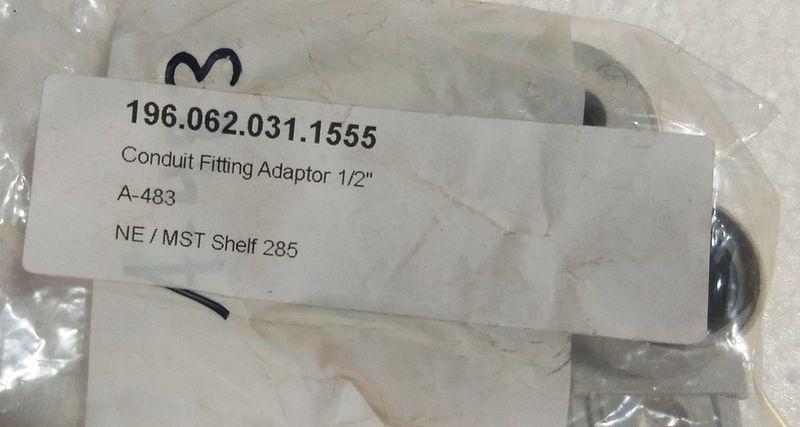 196.062.031.1555
Conduit Fitting Adaptor 1/2"
A-483
NE / MST Shelf 285